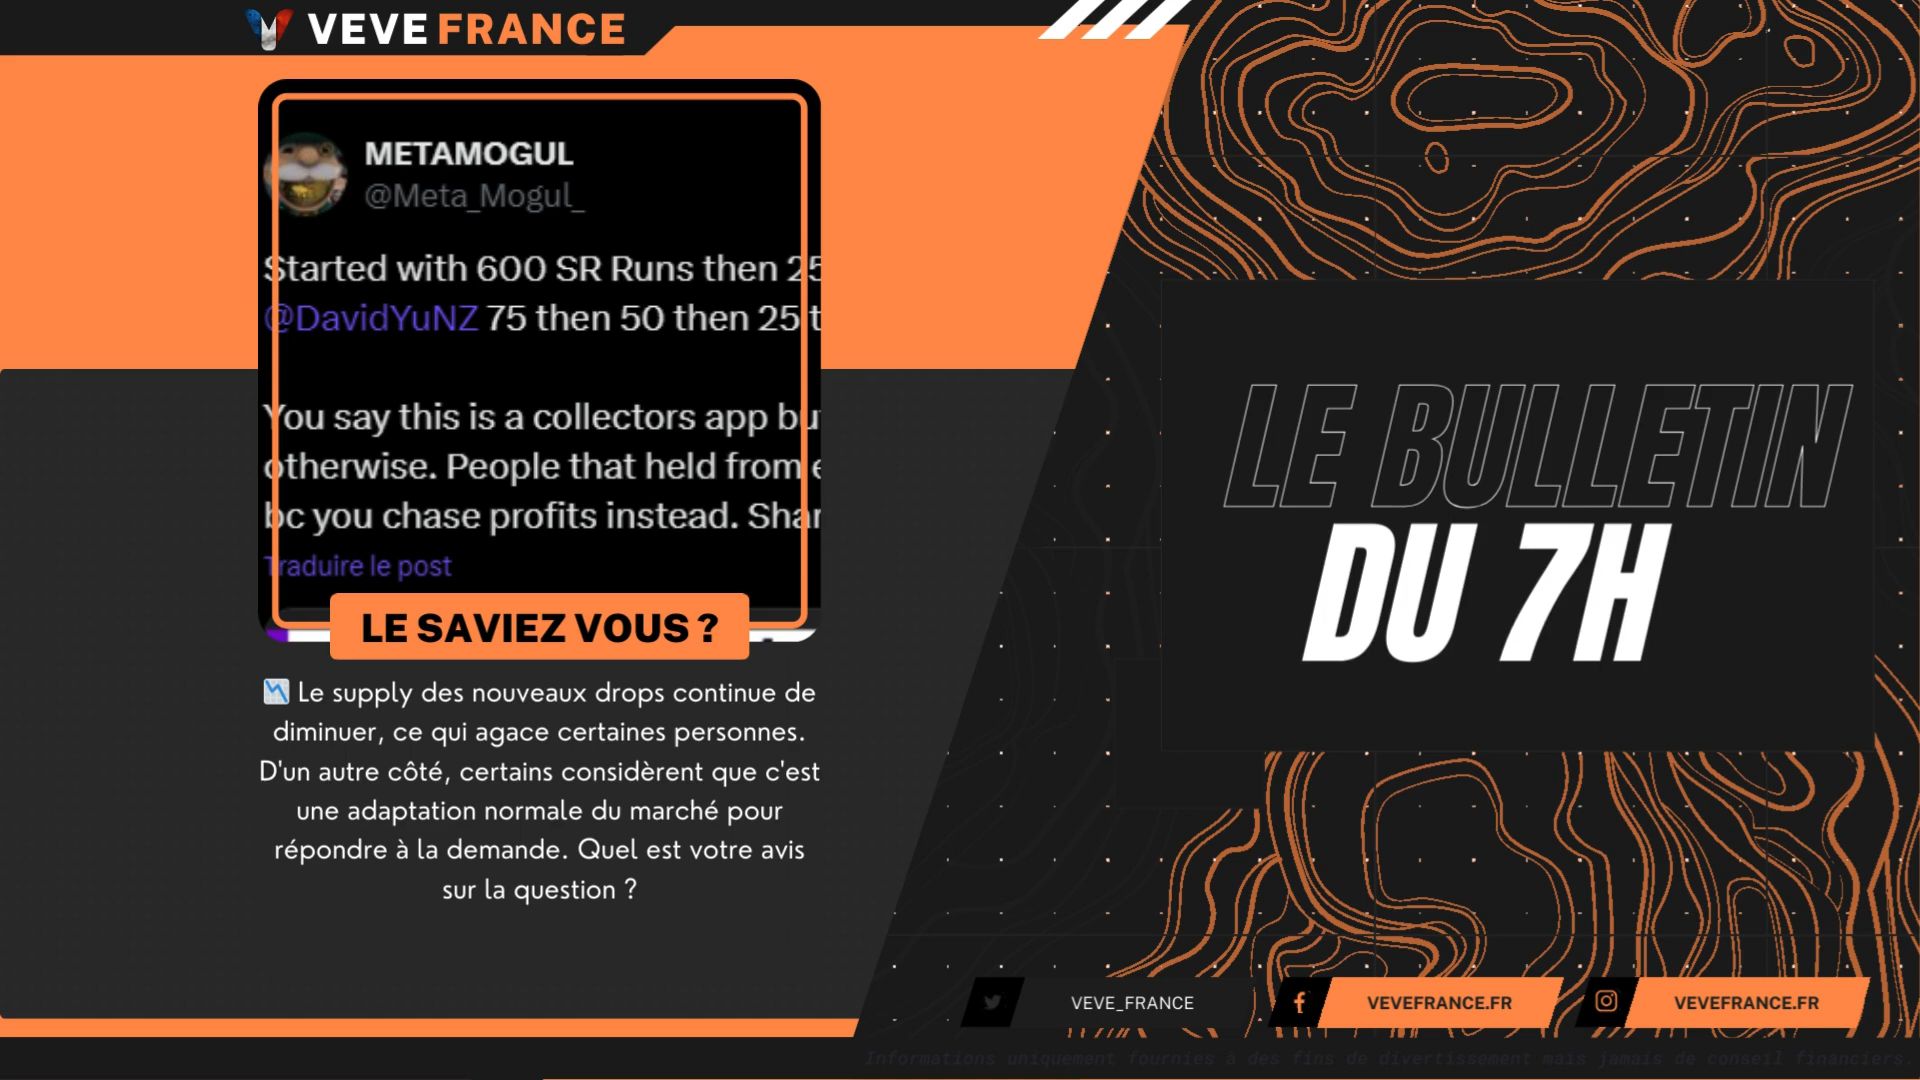 VEVE FRANCE
METAMOGUL
@Meta_Mogul_
Started with 600 SR Runs then 25
@DavidYuNZ 75 then 50 then 25 t
You say this is a collectors app bu
otherwise. People that held from e
bc you chase profits instead. Shar
Traduire le post
LE SAVIEZ VOUS ?
Le supply des nouveaux drops continue de
diminuer, ce qui agace certaines personnes.
D'un autre côté, certains considèrent que c'est
une adaptation normale du marché pour
répondre à la demande. Quel est votre avis
sur la question ?
LE BULLETIN
DU 7H
VEVE_FRANCE
VEVEFRANCE.FR
VEVEFRANCE.FR
Informations uniquement fournies à des fins de divertissement mais jamais de conseil financiers.